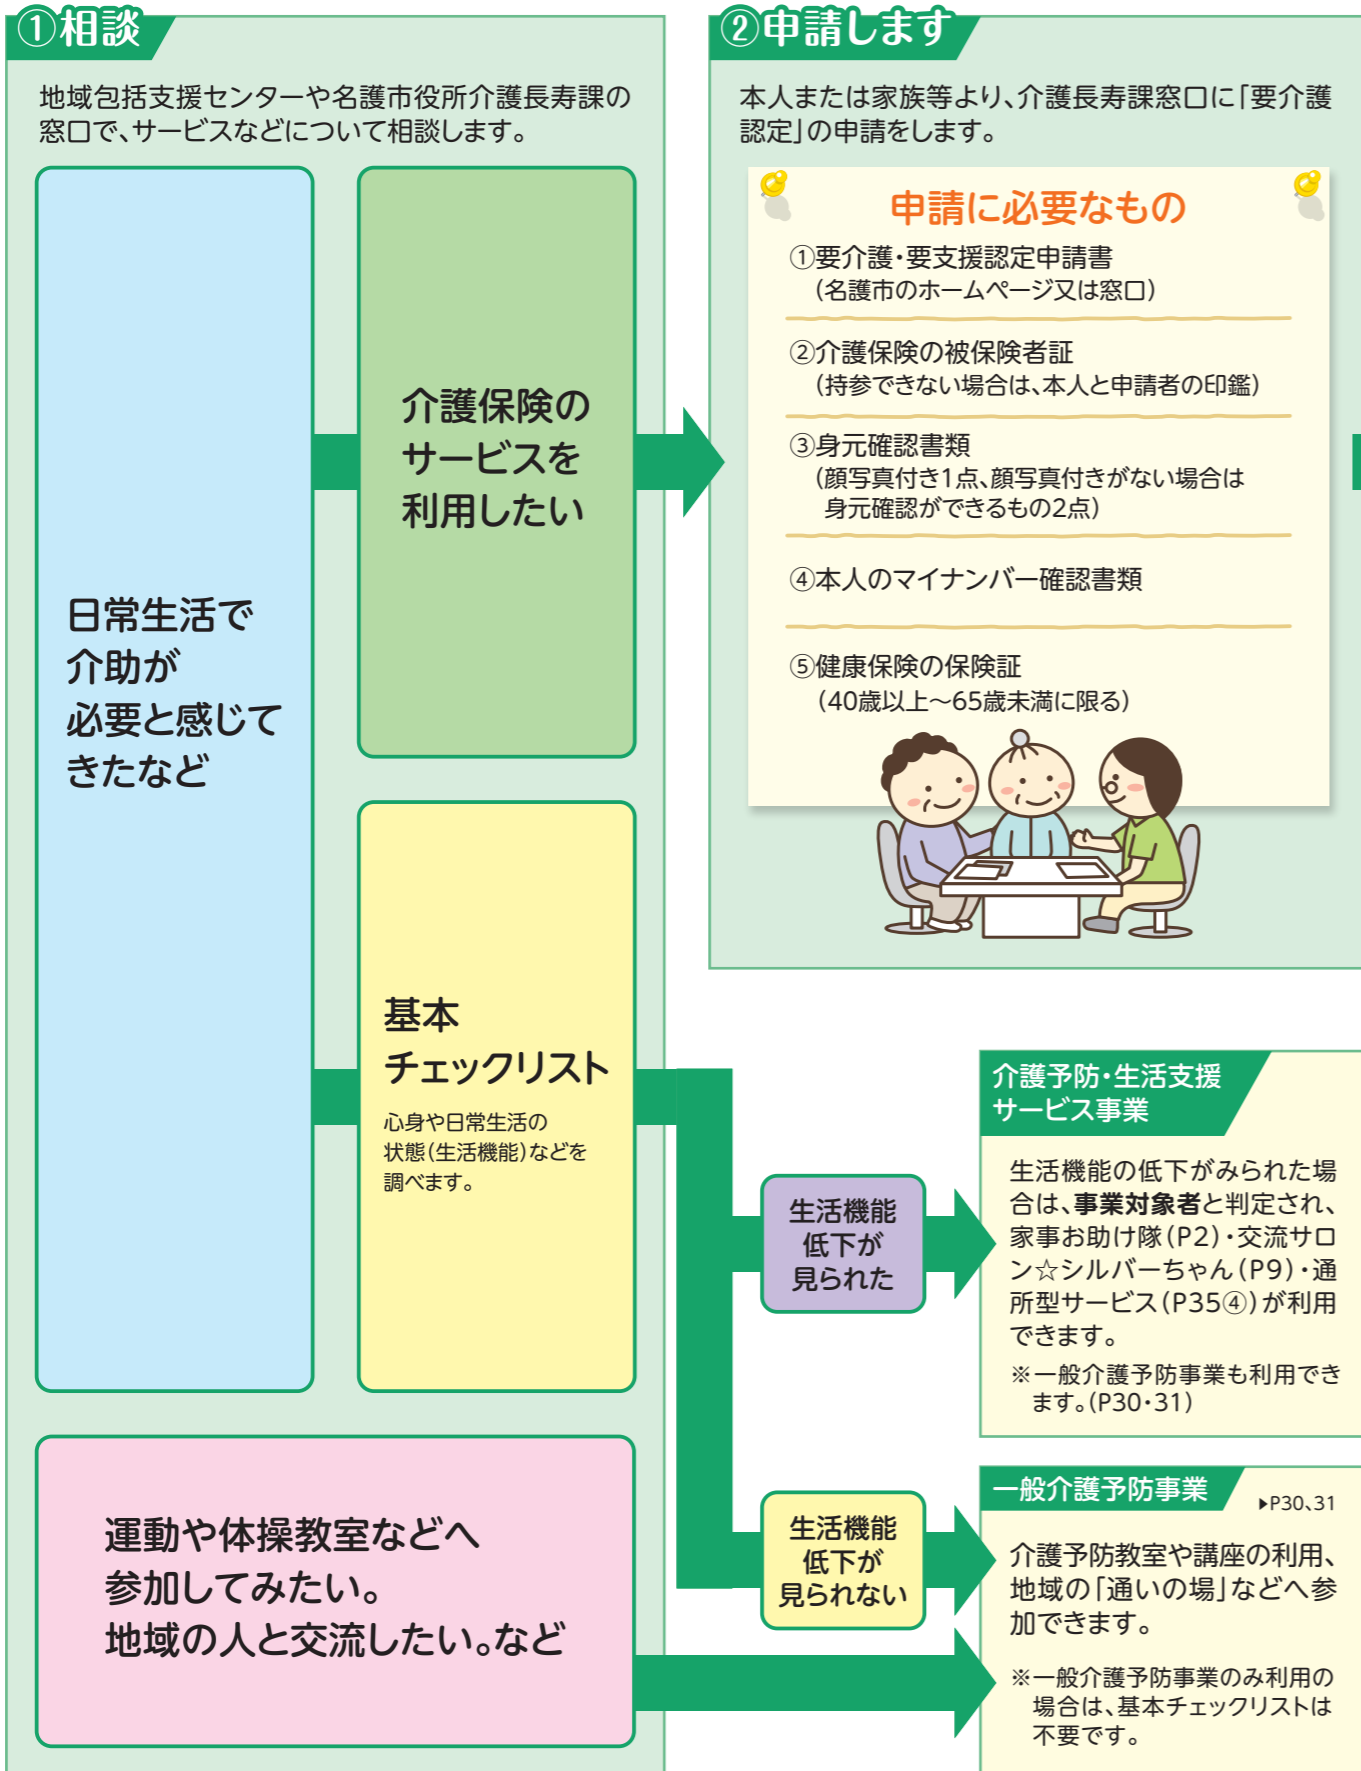 ①相談
地域包括支援センターや名護市役所介護長寿課の
窓口で、サービスなどについて相談します。
日常生活で
介助が
必要と感じて
きたなど
介護保険の
サービスを
利用したい
基本
チェックリスト
心身や日常生活の
状態(生活機能)などを
調べます。
運動や体操教室などへ
参加してみたい。
地域の人と交流したい。など
②申請します
本人または家族等より、介護長寿課窓口に「要介護
認定」の申請をします。
申請に必要なもの
①要介護・要支援認定申請書
(名護市のホームページ又は窓口)
②介護保険の被保険者証
(持参できない場合は、本人と申請者の印鑑)
③身元確認書類
(顔写真付き1点、顔写真付きがない場合は
身元確認ができるもの2点)
④本人のマイナンバー確認書類
⑤健康保険の保険証
(40歳以上～65歳未満に限る)
生活機能
低下が
見られた
介護予防・生活支援
サービス事業
生活機能の低下がみられた場
合は、事業対象者と判定され、
家事お助け隊(P2)・交流サロ
ン☆シルバーちゃん(P9)・通
所型サービス(P35④)が利用
できます。
※一般介護予防事業も利用でき
ます。(P30・31)
生活機能
低下が
見られない
一般介護予防事業
▶P30、31
介護予防教室や講座の利用、
地域の「通いの場」などへ参
加できます。
※一般介護予防事業のみ利用の
場合は、基本チェックリストは
不要です。